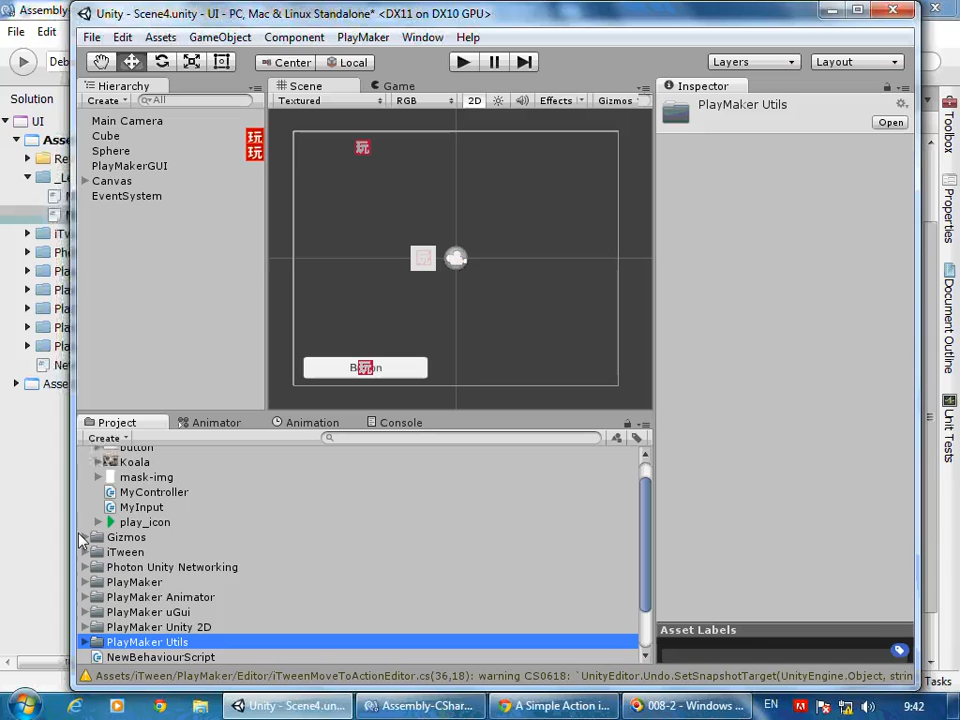 Assembly
Unity - Scene4.unity - UI - PC, Mac & Linux Standalone* <DX11 on DX10 GPU>
File
File Edit Assets GameObject Component PlayMaker Window Help
Center Local Layers Layout
Solution
Hierarchy
Create All
Scene Game
Textured RGB 2D Effects Gizmos
Inspector
PlayMaker Utils
Open
UI
Main Camera
Cube
Sphere
PlayMakerGUI
Canvas
EventSystem
玩
玩
玩
Toolbox
Properties
Document Outline
Unit Tests
Project Animator Animation Console
Create
button
Koala
mask-img
MyController
MyInput
play_icon
Gizmos
iTween
Photon Unity Networking
PlayMaker
PlayMaker Animator
PlayMaker uGui
PlayMaker Unity 2D
PlayMaker Utils
NewBehaviourScript
Asset Labels
Assets/iTween/PlayMaker/Editor/iTweenMoveToActionEditor.cs(36,18): warning CS0618: `UnityEditor.Undo.SetSnapshotTarget(UnityEngine.Object, string
Tasks
Unity - Scene4.uni... Assembly-CShar... A Simple Action i... 008-2 - Windows ... EN 9:42